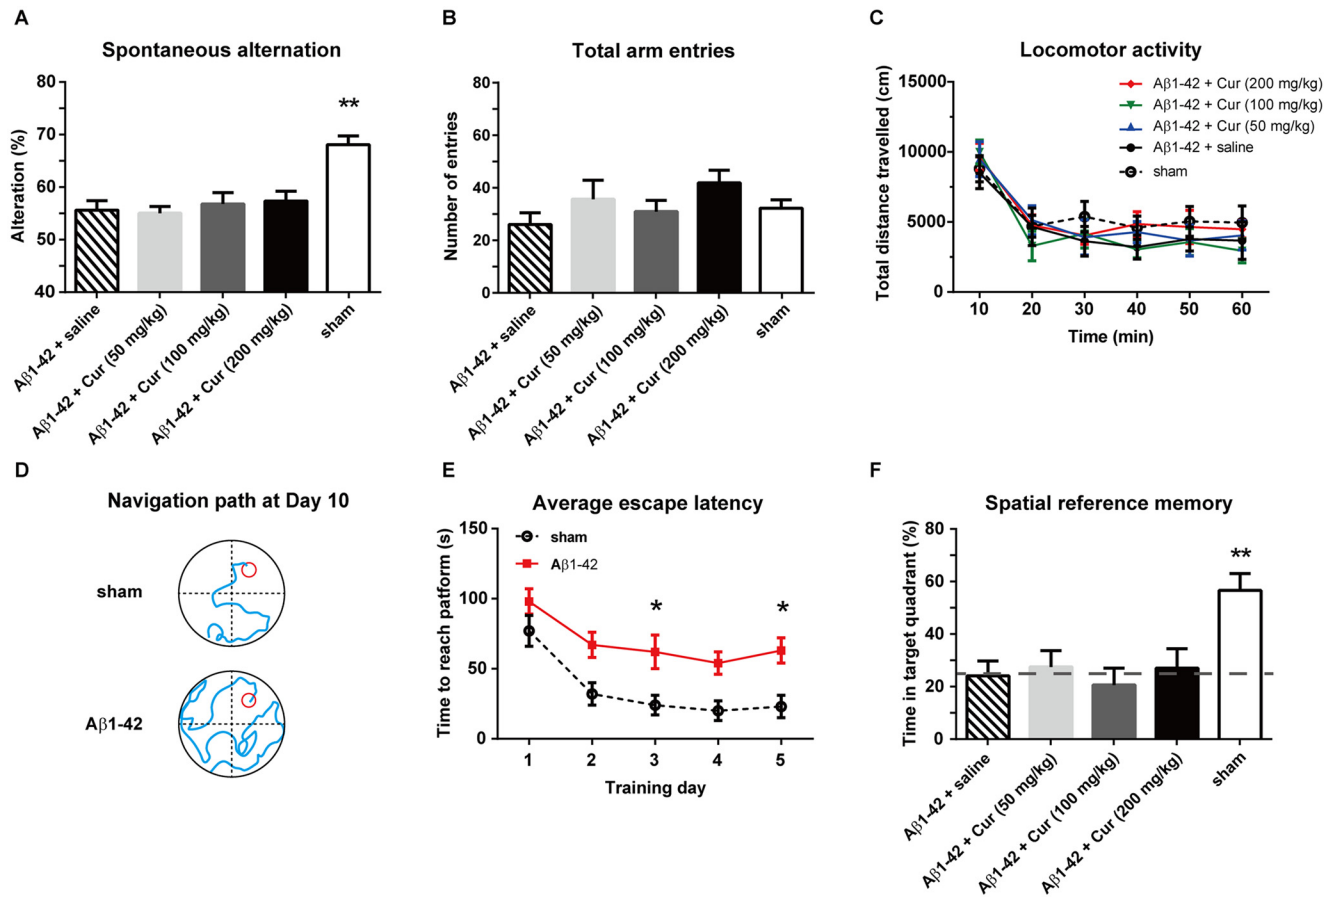 A
Spontaneous alternation
Alteration (%)
80
70
60
50
40
**
Aβ1-42 + saline
Aβ1-42 + Cur (50 mg/kg)
Aβ1-42 + Cur (100 mg/kg)
Aβ1-42 + Cur (200 mg/kg)
sham
B
Total arm entries
Number of entries
80
60
40
20
0
Aβ1-42 + saline
Aβ1-42 + Cur (50 mg/kg)
Aβ1-42 + Cur (100 mg/kg)
Aβ1-42 + Cur (200 mg/kg)
sham
C
Locomotor activity
Total distance travelled (cm)
15000
10000
5000
0
Aβ1-42 + Cur (200 mg/kg)
Aβ1-42 + Cur (100 mg/kg)
Aβ1-42 + Cur (50 mg/kg)
Aβ1-42 + saline
sham
10 20 30 40 50 60
Time (min)
D
Navigation path at Day 10
sham
Aβ1-42
E
Average escape latency
Time to reach patform (s)
150
100
50
0
sham
Aβ1-42
* *
1 2 3 4 5
Training day
F
Spatial reference memory
Time in target quadrant (%)
80
60
40
20
0
**
Aβ1-42 + saline
Aβ1-42 + Cur (50 mg/kg)
Aβ1-42 + Cur (100 mg/kg)
Aβ1-42 + Cur (200 mg/kg)
sham